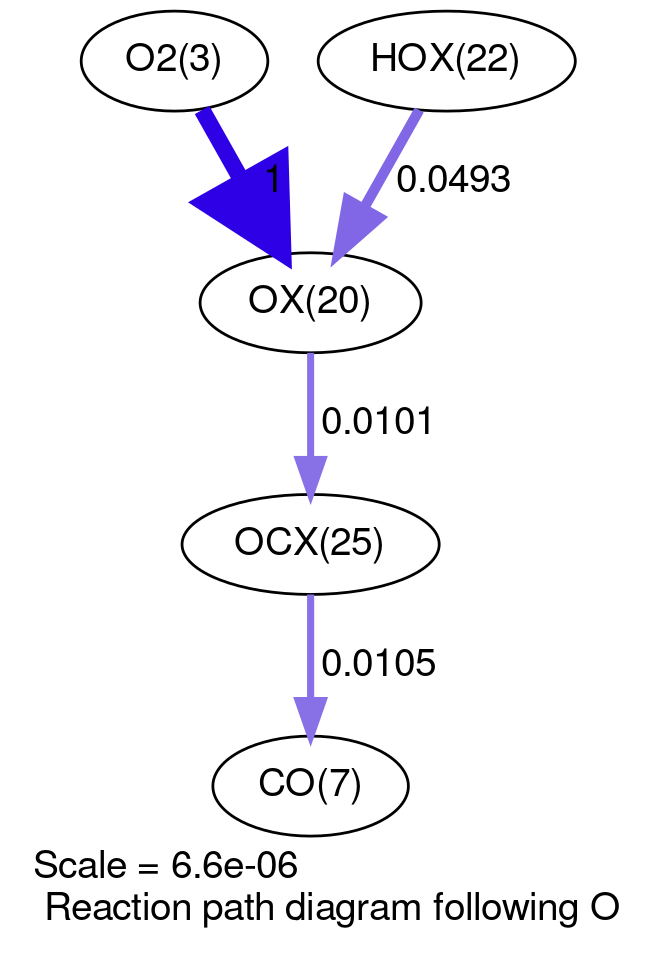 O2(3)
HOX(22)
1
0.0493
OX(20)
0.0101
OCX(25)
0.0105
CO(7)
Scale = 6.6e-06
Reaction path diagram following O